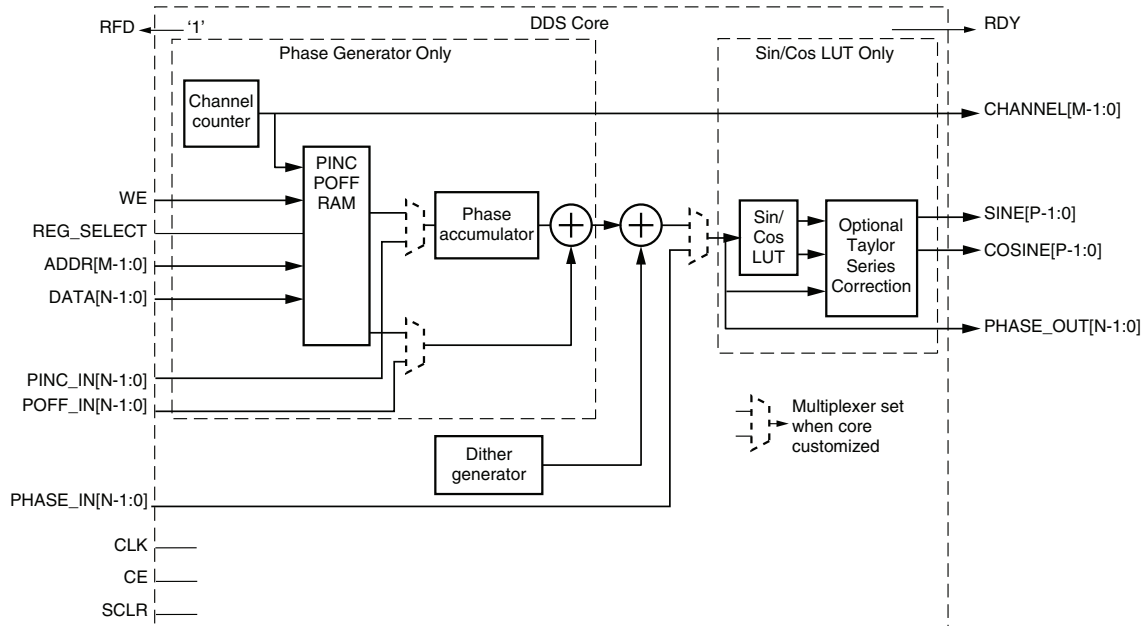 DDS Core
RFD
'1'
RDY
Phase Generator Only
Sin/Cos LUT Only
Channel
counter
CHANNEL[M-1:0]
PINC
POFF
RAM
WE
REG_SELECT
ADDR[M-1:0]
DATA[N-1:0]
Phase
accumulator
Sin/
Cos
LUT
Optional
Taylor
Series
Correction
SINE[P-1:0]
COSINE[P-1:0]
PHASE_OUT[N-1:0]
PINC_IN[N-1:0]
POFF_IN[N-1:0]
Multiplexer set
when core
customized
Dither
generator
PHASE_IN[N-1:0]
CLK
CE
SCLR